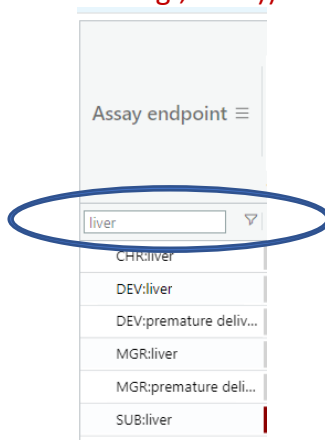 Assay endpoint
liver
CHR:liver
DEV:liver
DEV:premature deliv...
MGR:liver
MGR:premature deli...
SUB:liver